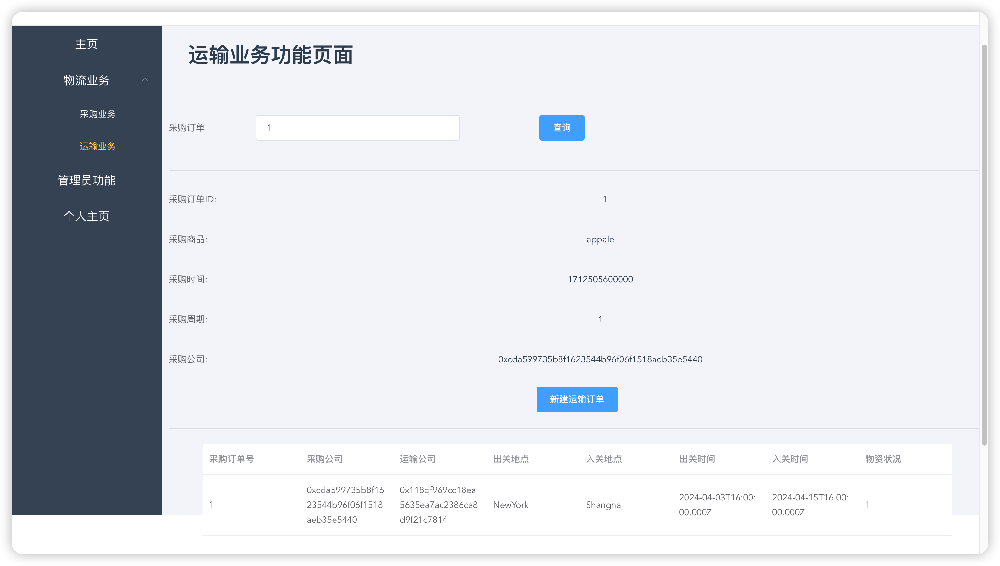 主页
物流业务
采购业务
运输业务
管理员功能
个人主页
运输业务功能页面
采购订单：
1
查询
采购订单ID: 1
采购商品: appale
采购时间: 1712505600000
采购周期: 1
采购公司: 0xcda599735b8f1623544b96f06f1518aeb35e5440
新建运输订单
采购订单号 采购公司 运输公司 出关地点 入关地点 出关时间 入关时间 物资状况
1
0xcda599735b8f16
23544b96f06f1518
aeb35e5440
0x118df969cc18ea
5635ea7ac2386ca8
d9f21c7814
NewYork
Shanghai
2024-04-03T16:00:
00.000Z
2024-04-15T16:00:
00.000Z
1